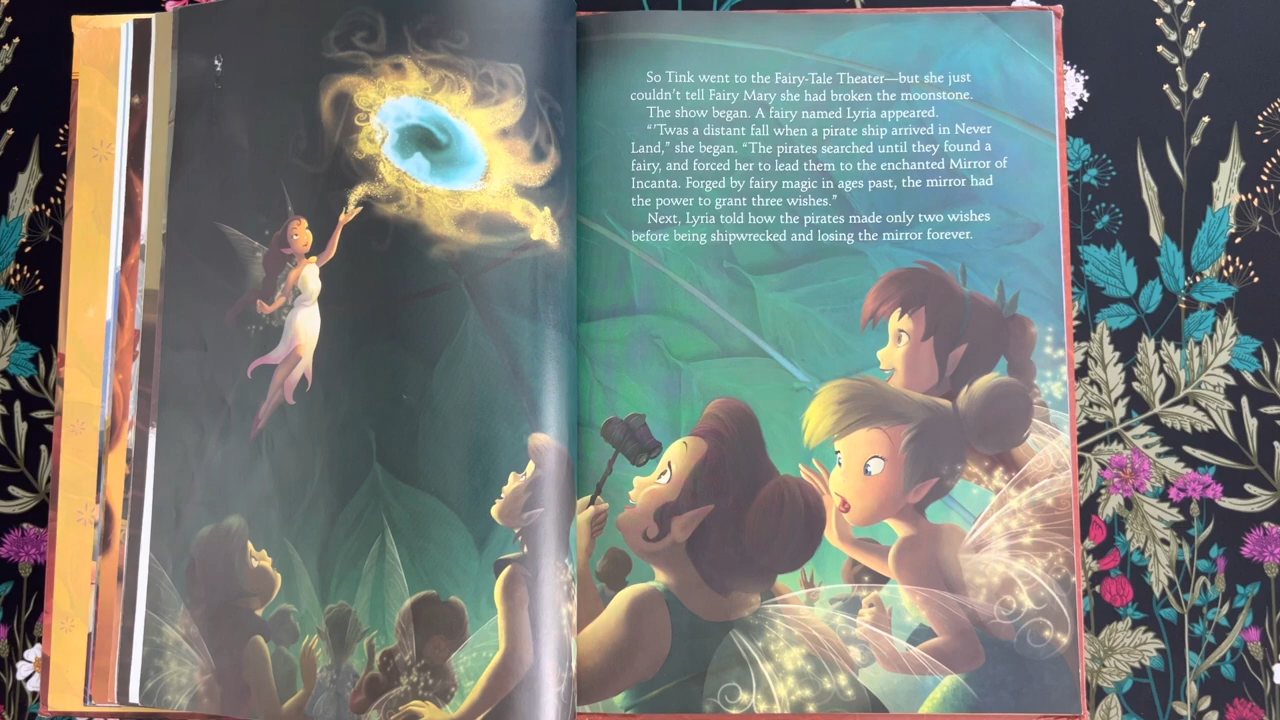 So Tink went to the Fairy-Tale Theater—but she just
couldn't tell Fairy Mary she had broken the moonstone.
The show began. A fairy named Lyria appeared.
“'Twas a distant fall when a pirate ship arrived in Never
Land,” she began. “The pirates searched until they found a
fairy, and forced her to lead them to the enchanted Mirror of
Incanta. Forged by fairy magic in ages past, the mirror had
the power to grant three wishes.”
Next, Lyria told how the pirates made only two wishes
before being shipwrecked and losing the mirror forever.